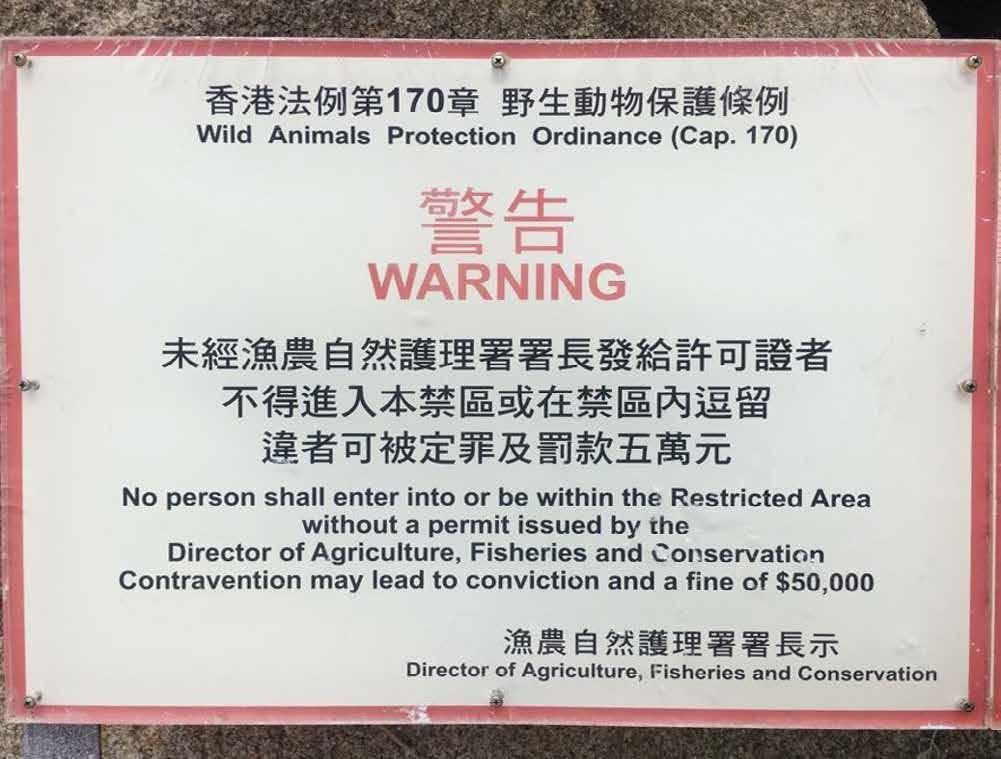 香港法例第170章 野生動物保護條例
Wild Animals Protection Ordinance (Cap. 170)
警告
WARNING
未經漁農自然護理署署長發給許可證者
不得進入本禁區或在禁區內逗留
違者可被定罪及罰款五萬元
No person shall enter into or be within the Restricted Area
without a permit issued by the
Director of Agriculture, Fisheries and Conservation
Contravention may lead to conviction and a fine of $50,000
漁農自然護理署署長示
Director of Agriculture, Fisheries and Conservation